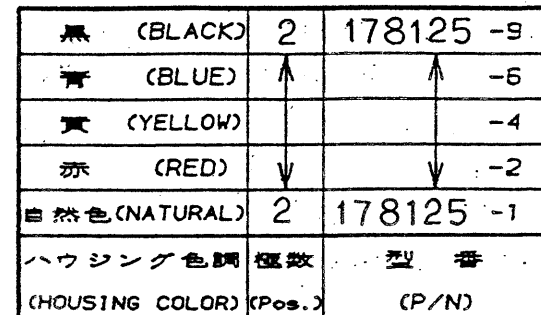 黒 (BLACK) 2 178125 -9
青 (BLUE) -6
黄 (YELLOW) -4
赤 (RED) -2
自然色(NATURAL) 2 178125 -1
ハウジング色調 極数 型番
(HOUSING COLOR) (Pos.) (P/N)